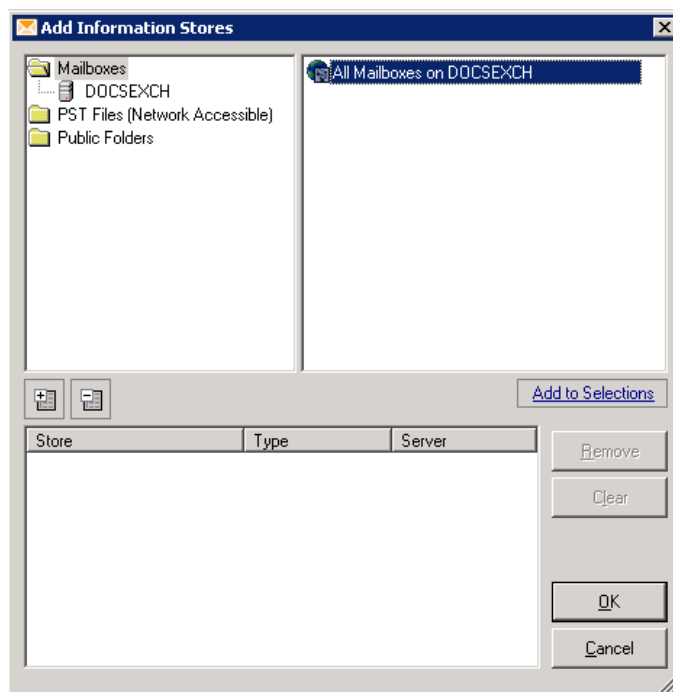 Add Information Stores
Mailboxes
DOCSEXCH
PST Files (Network Accessible)
Public Folders
All Mailboxes on DOCSEXCH
Add to Selections
Store Type Server
Remove
Clear
OK
Cancel